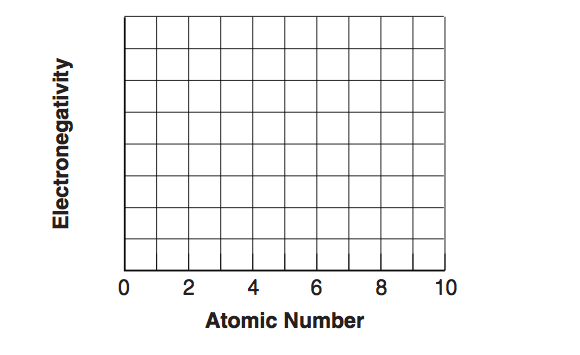 Electronegativity
0 2 4 6 8 10
Atomic Number